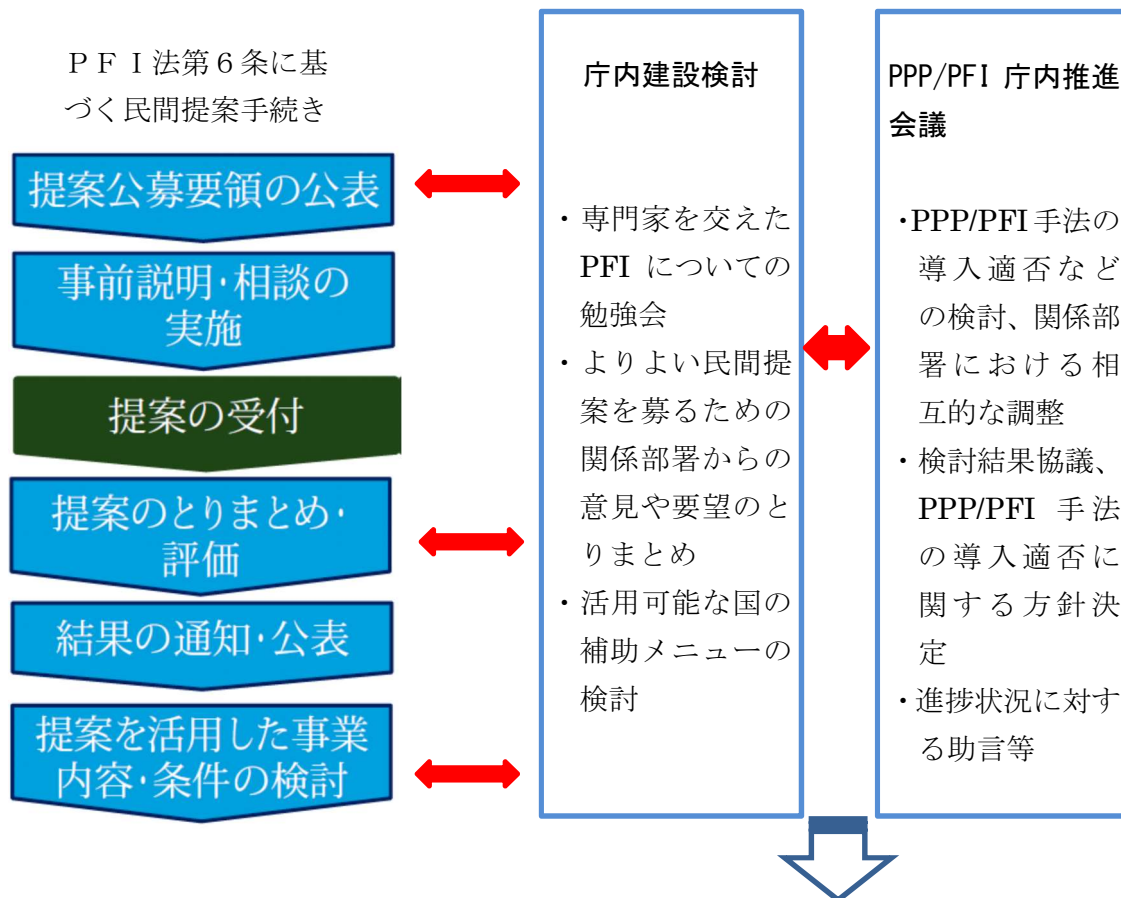 ＰＦＩ法第６条に基
づく民間提案手続き
提案公募要領の公表
事前説明･相談の
実施
提案の受付
提案のとりまとめ･
評価
結果の通知･公表
提案を活用した事業
内容･条件の検討
庁内建設検討
・専門家を交えた
PFI についての
勉強会
・よりよい民間提
案を募るための
関係部署からの
意見や要望のと
りまとめ
・活用可能な国の
補助メニューの
検討
PPP/PFI 庁内推進
会議
・PPP/PFI 手法の
導入適否など
の検討、関係部
署における相
互的な調整
・検討結果協議、
PPP/PFI 手法
の導入適否に
関する方針決
定
・進捗状況に対す
る助言等